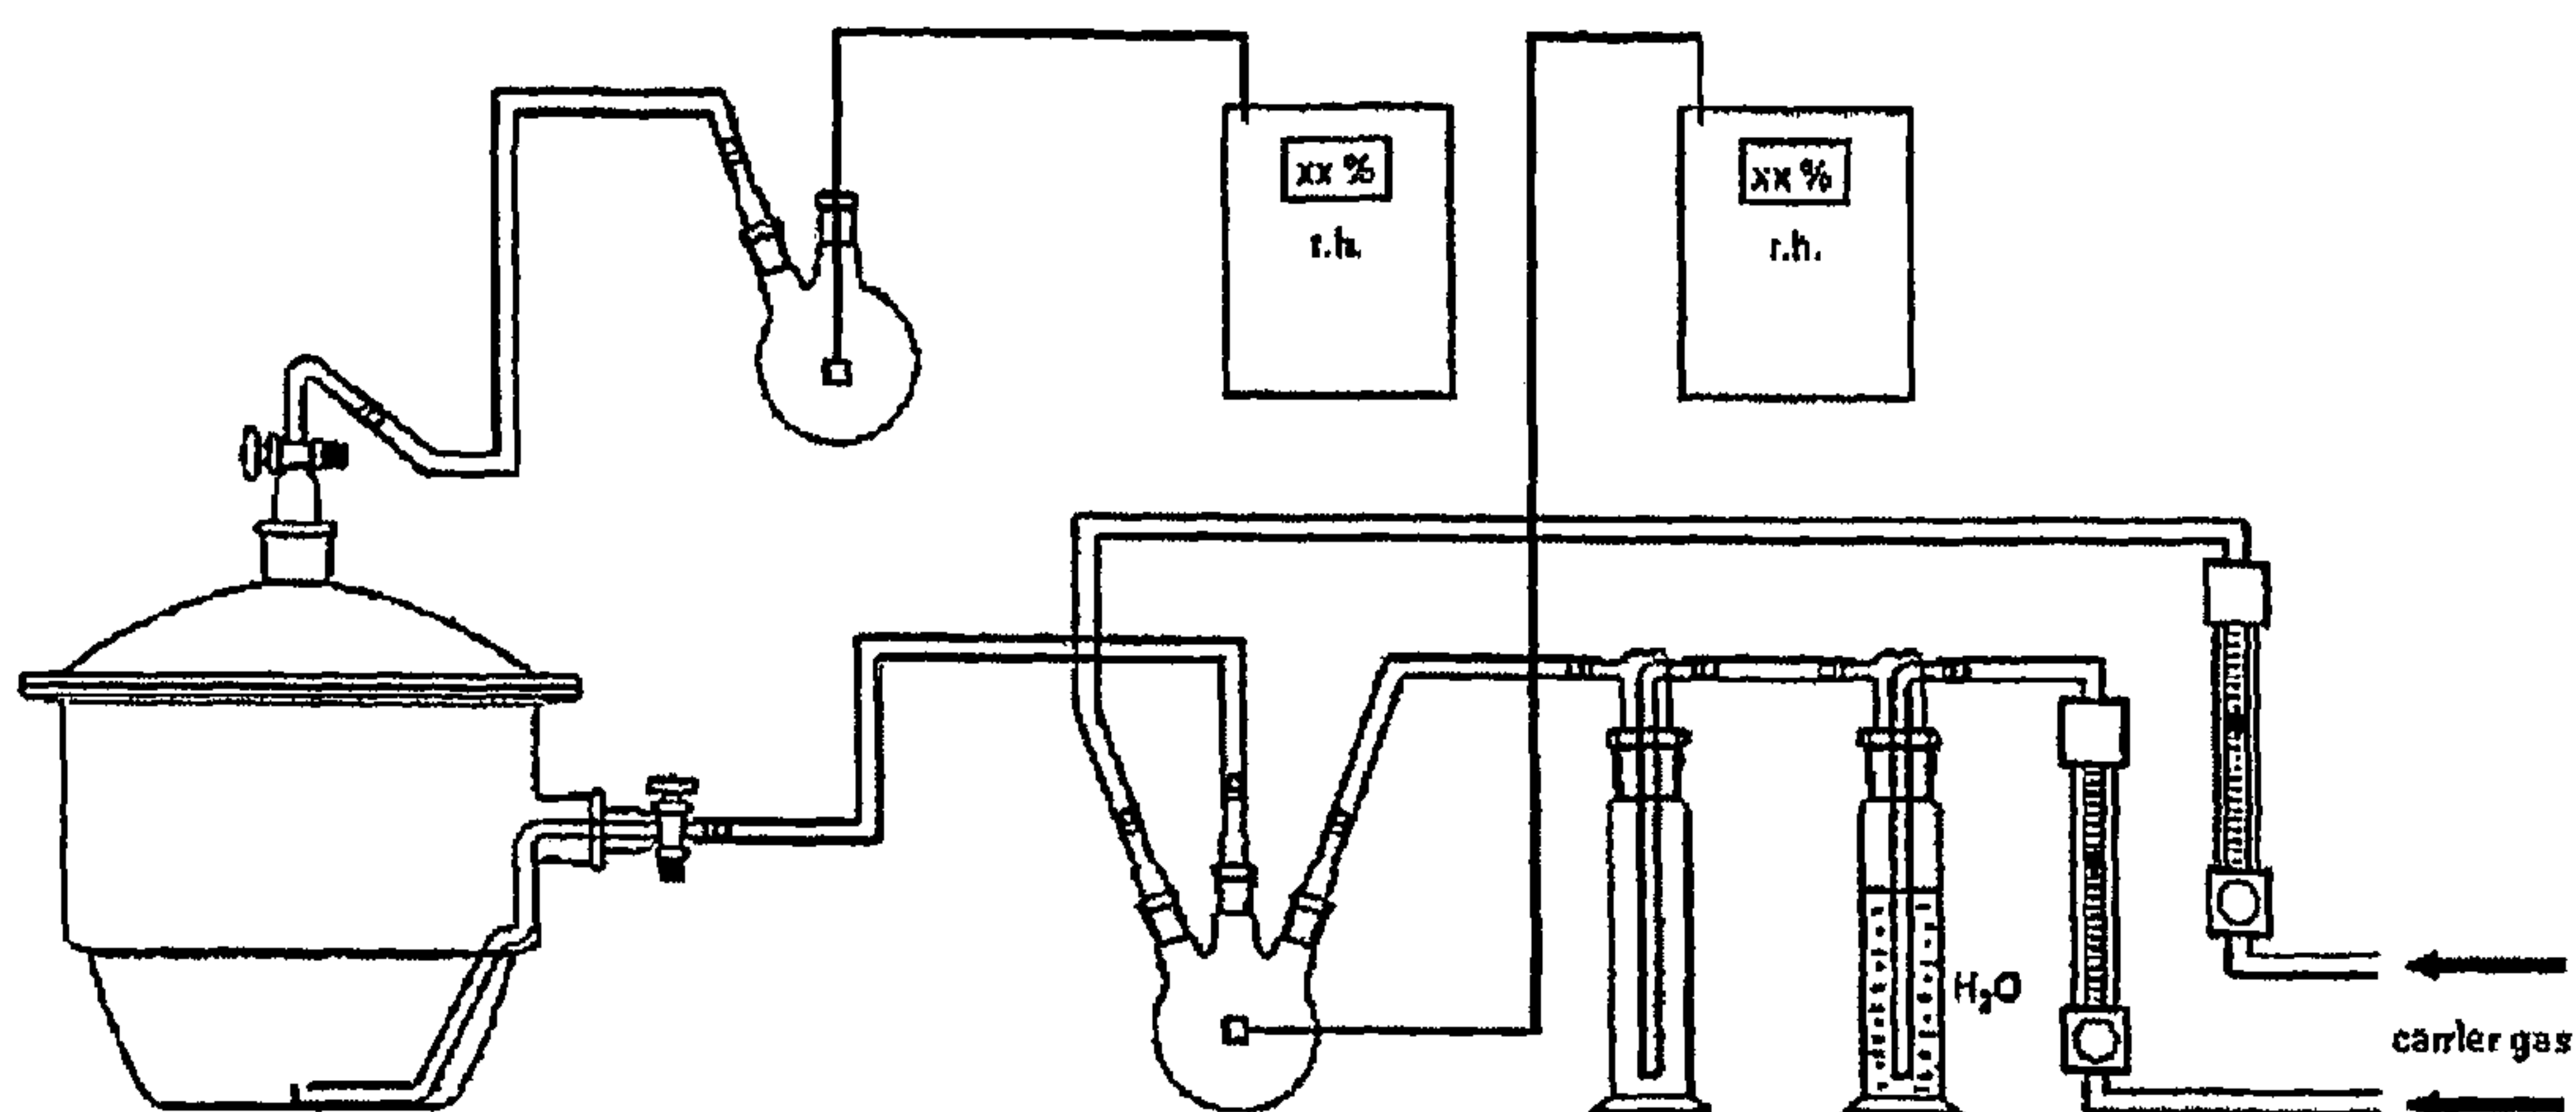 xx %
r.h.
xx %
r.h.
H₂O
carrier gas